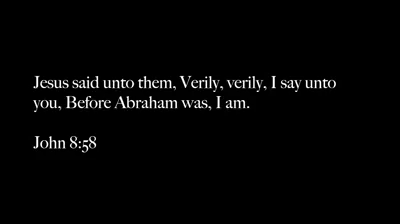 Jesus said unto them, Verily, verily, I say unto
you, Before Abraham was, I am.
John 8:58